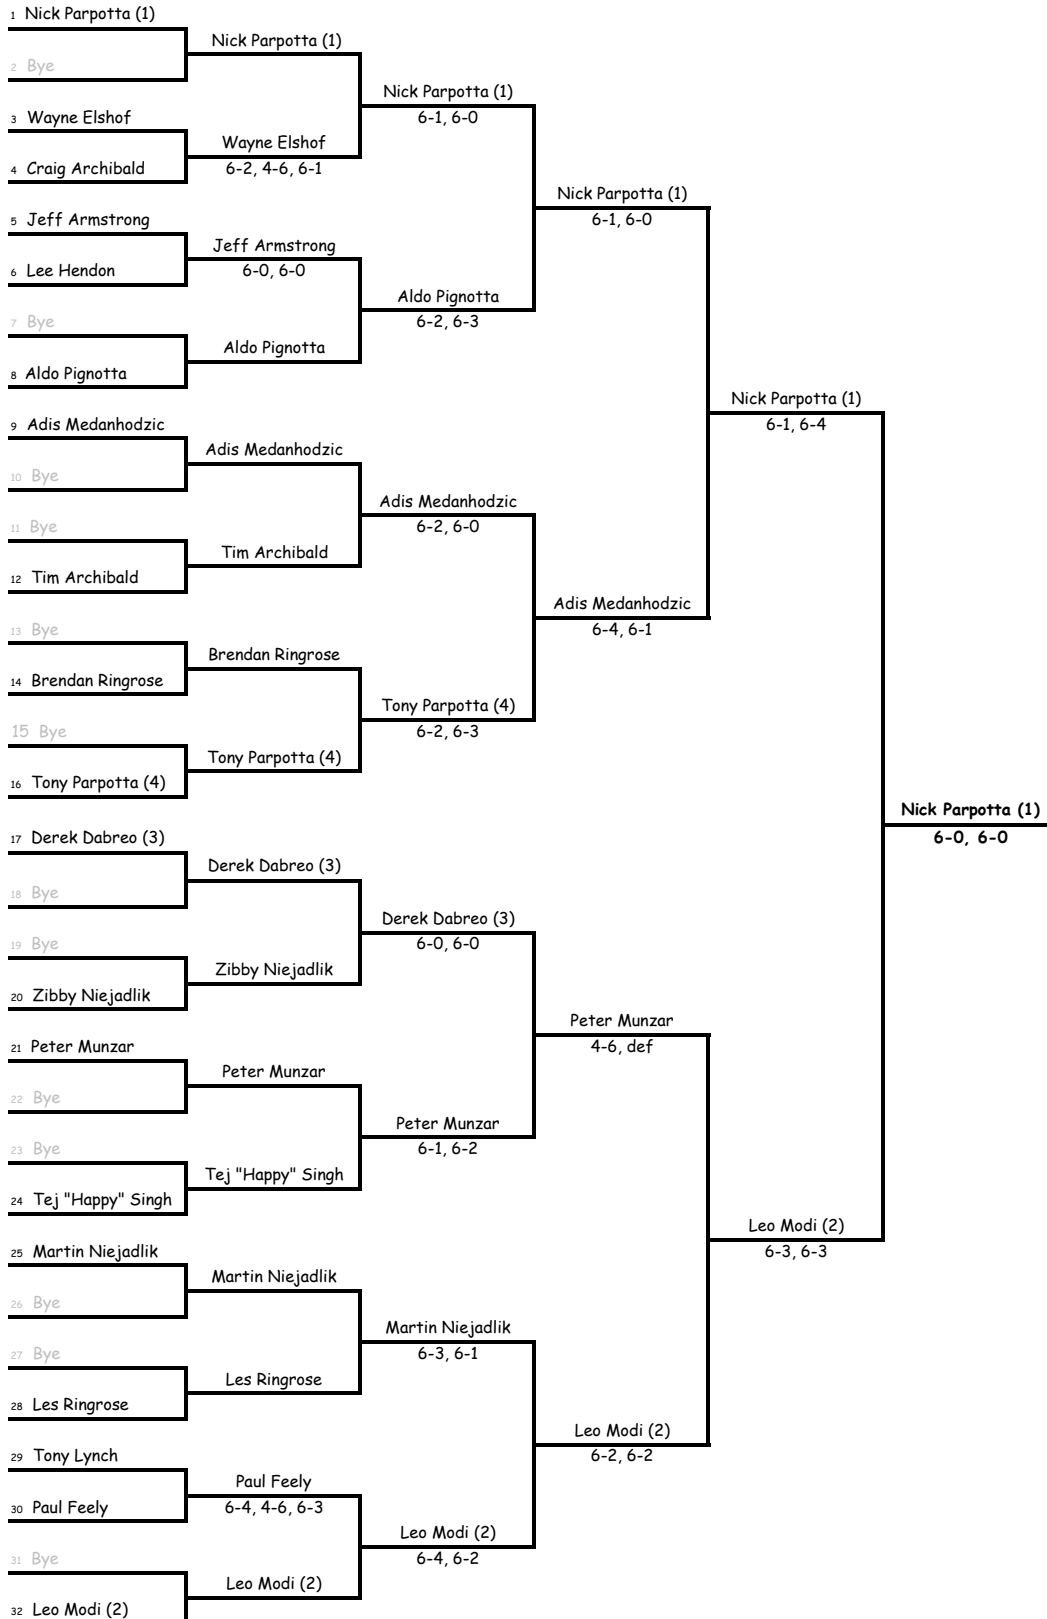 1 Nick Parpotta (1)
Nick Parpotta (1)
2 Bye
Nick Parpotta (1)
6-1, 6-0
3 Wayne Elshof
Wayne Elshof
6-2, 4-6, 6-1
4 Craig Archibald
Nick Parpotta (1)
6-1, 6-0
5 Jeff Armstrong
Jeff Armstrong
6-0, 6-0
6 Lee Hendon
Aldo Pignotta
6-2, 6-3
7 Bye
Aldo Pignotta
8 Aldo Pignotta
Nick Parpotta (1)
6-1, 6-4
9 Adis Medanhodzic
Adis Medanhodzic
10 Bye
Adis Medanhodzic
6-2, 6-0
11 Bye
Tim Archibald
12 Tim Archibald
Adis Medanhodzic
6-4, 6-1
13 Bye
Brendan Ringrose
14 Brendan Ringrose
Tony Parpotta (4)
6-2, 6-3
15 Bye
Tony Parpotta (4)
16 Tony Parpotta (4)
Nick Parpotta (1)
6-0, 6-0
17 Derek Dabreo (3)
Derek Dabreo (3)
18 Bye
Derek Dabreo (3)
6-0, 6-0
19 Bye
Zibby Niejadlik
20 Zibby Niejadlik
Peter Munzar
4-6, def
21 Peter Munzar
Peter Munzar
22 Bye
Peter Munzar
6-1, 6-2
23 Bye
Tej "Happy" Singh
24 Tej "Happy" Singh
Leo Modi (2)
6-3, 6-3
25 Martin Niejadlik
Martin Niejadlik
26 Bye
Martin Niejadlik
6-3, 6-1
27 Bye
Les Ringrose
28 Les Ringrose
Leo Modi (2)
6-2, 6-2
29 Tony Lynch
Paul Feely
6-4, 4-6, 6-3
30 Paul Feely
Leo Modi (2)
6-4, 6-2
31 Bye
Leo Modi (2)
32 Leo Modi (2)